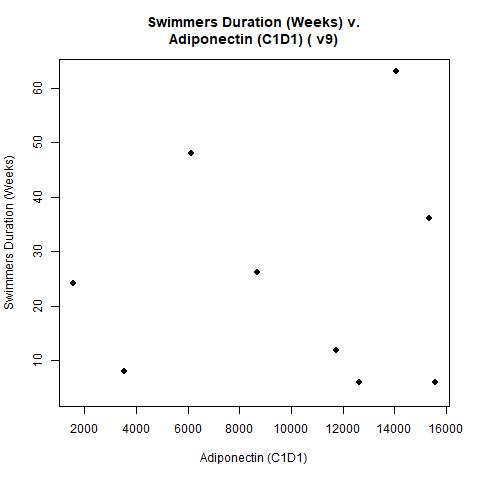 Swimmers Duration (Weeks) v.
Adiponectin (C1D1) ( v9)
Swimmers Duration (Weeks)
60
50
40
30
20
10
2000 4000 6000 8000 10000 12000 14000 16000
Adiponectin (C1D1)